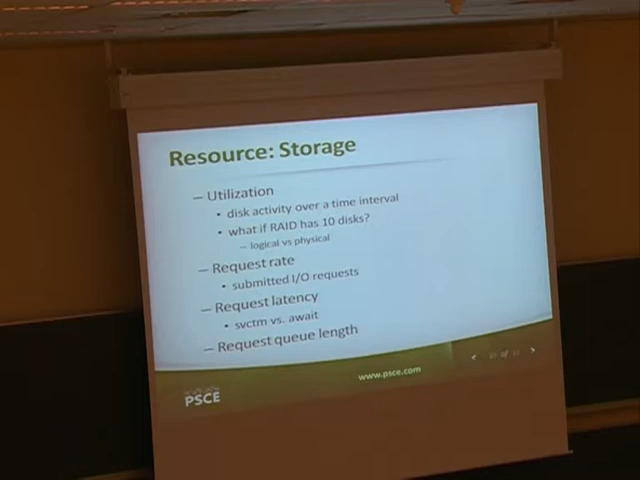 Resource: Storage
– Utilization
• disk activity over a time interval
• what if RAID has 10 disks?
– logical vs physical
– Request rate
• submitted I/O requests
– Request latency
• svctm vs. await
– Request queue length
www.psce.com
PSCE